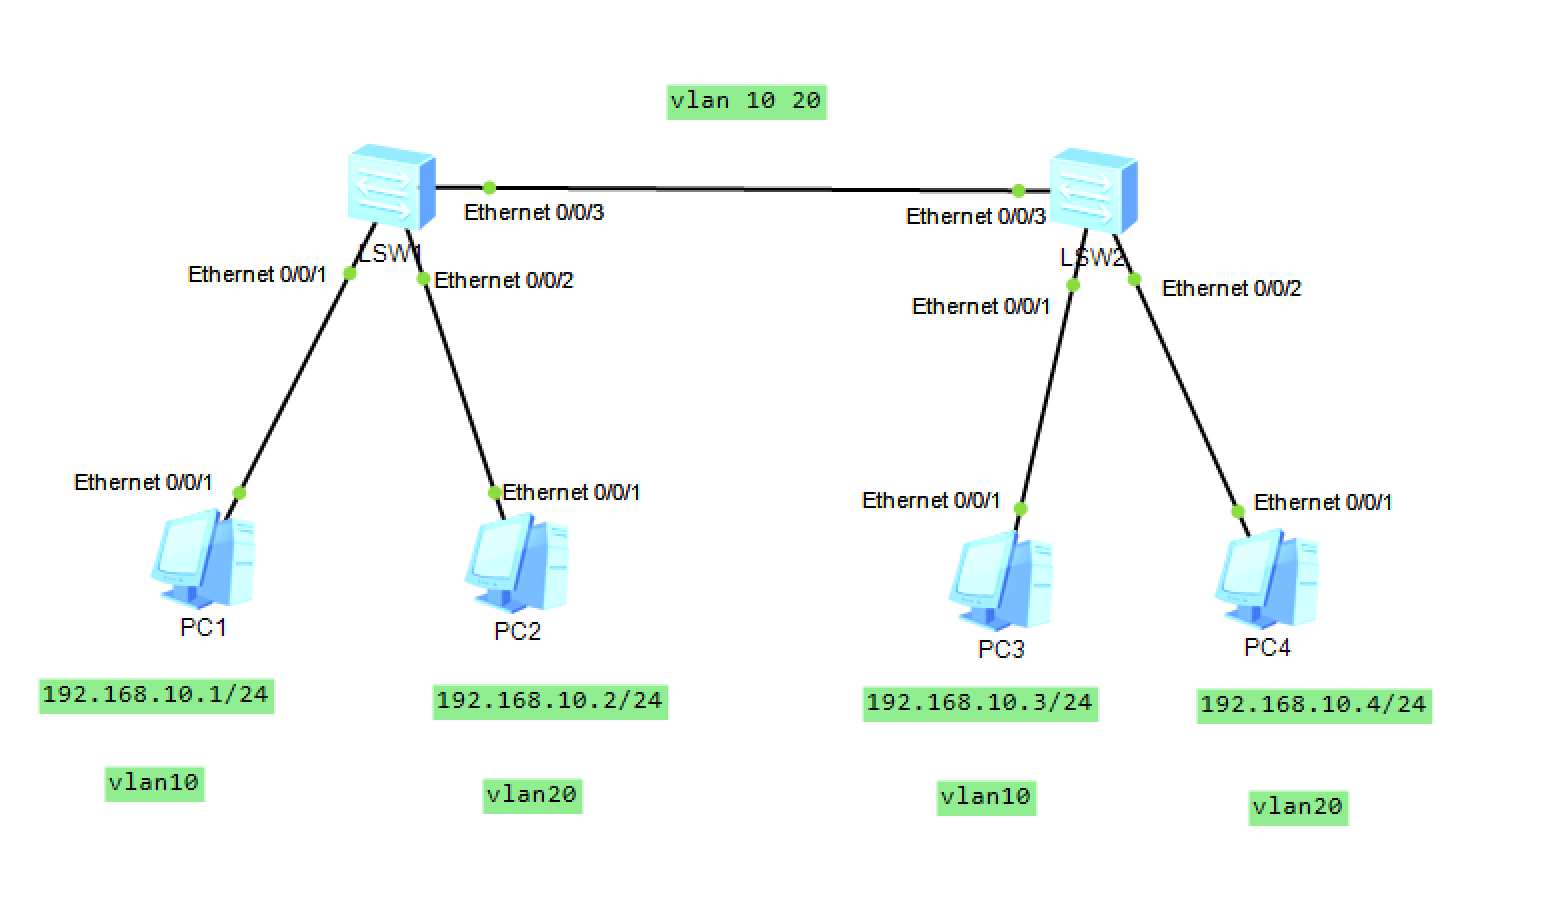 vlan 10 20
Ethernet 0/0/3
Ethernet 0/0/3
LSW1
LSW2
Ethernet 0/0/1
Ethernet 0/0/2
Ethernet 0/0/1
Ethernet 0/0/2
Ethernet 0/0/1
Ethernet 0/0/1
Ethernet 0/0/1
Ethernet 0/0/1
PC1
PC2
PC3
PC4
192.168.10.1/24
192.168.10.2/24
192.168.10.3/24
192.168.10.4/24
vlan10
vlan20
vlan10
vlan20